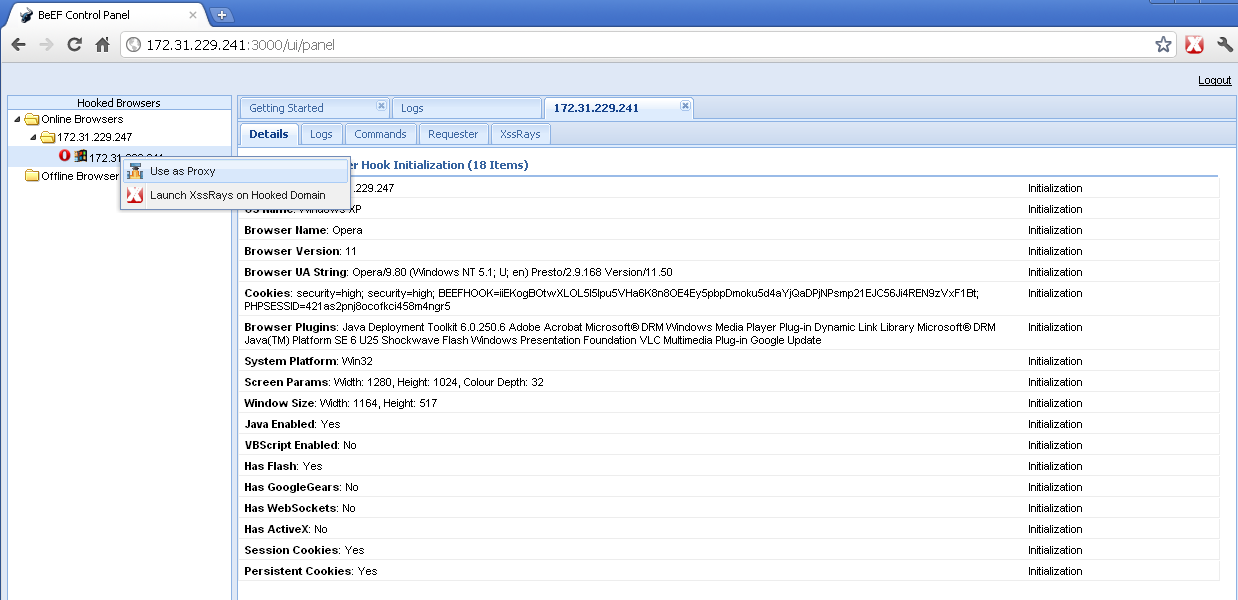 BeEF Control Panel
172.31.229.241:3000/ui/panel
Logout
Hooked Browsers
Getting Started
Logs
172.31.229.241
Online Browsers
172.31.229.247
Details
Logs
Commands
Requester
XssRays
172.31.229.241
Offline Browser
Use as Proxy
Launch XssRays on Hooked Domain
er Hook Initialization (18 Items)
.229.247 Initialization
OS Name: Windows XP Initialization
Browser Name: Opera Initialization
Browser Version: 11 Initialization
Browser UA String: Opera/9.80 (Windows NT 5.1; U; en) Presto/2.9.168 Version/11.50 Initialization
Cookies: security=high; security=high; BEEFHOOK=iiEKogBOtwXLOL5I5Ipu5VHa6K8n8OE4Ey5pbpDmoku5d4aYjQaDPjNPsmp21EJC56Ji4REN9zVxF1Bt; Initialization
PHPSESSID=421as2pnj8ocofkci458m4ngr5
Browser Plugins: Java Deployment Toolkit 6.0.250.6 Adobe Acrobat Microsoft® DRM Windows Media Player Plug-in Dynamic Link Library Microsoft® DRM Initialization
Java(TM) Platform SE 6 U25 Shockwave Flash Windows Presentation Foundation VLC Multimedia Plug-in Google Update
System Platform: Win32 Initialization
Screen Params: Width: 1280, Height: 1024, Colour Depth: 32 Initialization
Window Size: Width: 1164, Height: 517 Initialization
Java Enabled: Yes Initialization
VBScript Enabled: No Initialization
Has Flash: Yes Initialization
Has GoogleGears: No Initialization
Has WebSockets: No Initialization
Has ActiveX: No Initialization
Session Cookies: Yes Initialization
Persistent Cookies: Yes Initialization